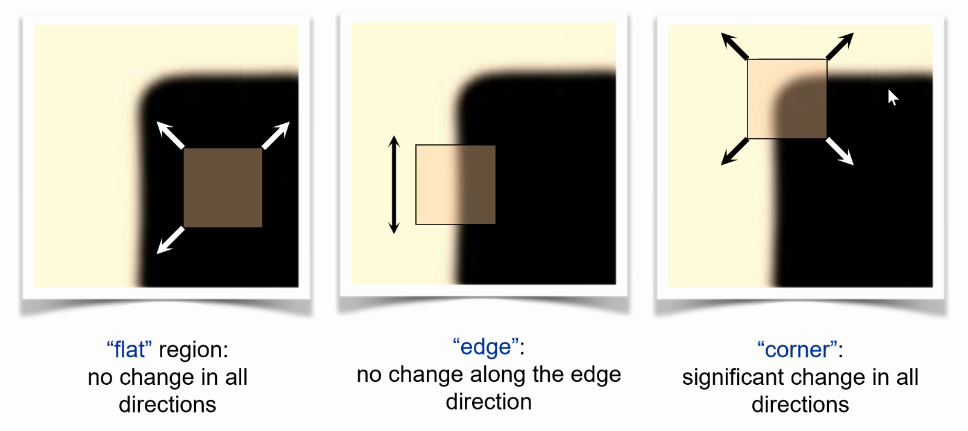 “flat” region:
no change in all
directions
“edge”:
no change along the edge
direction
“corner”:
significant change in all
directions